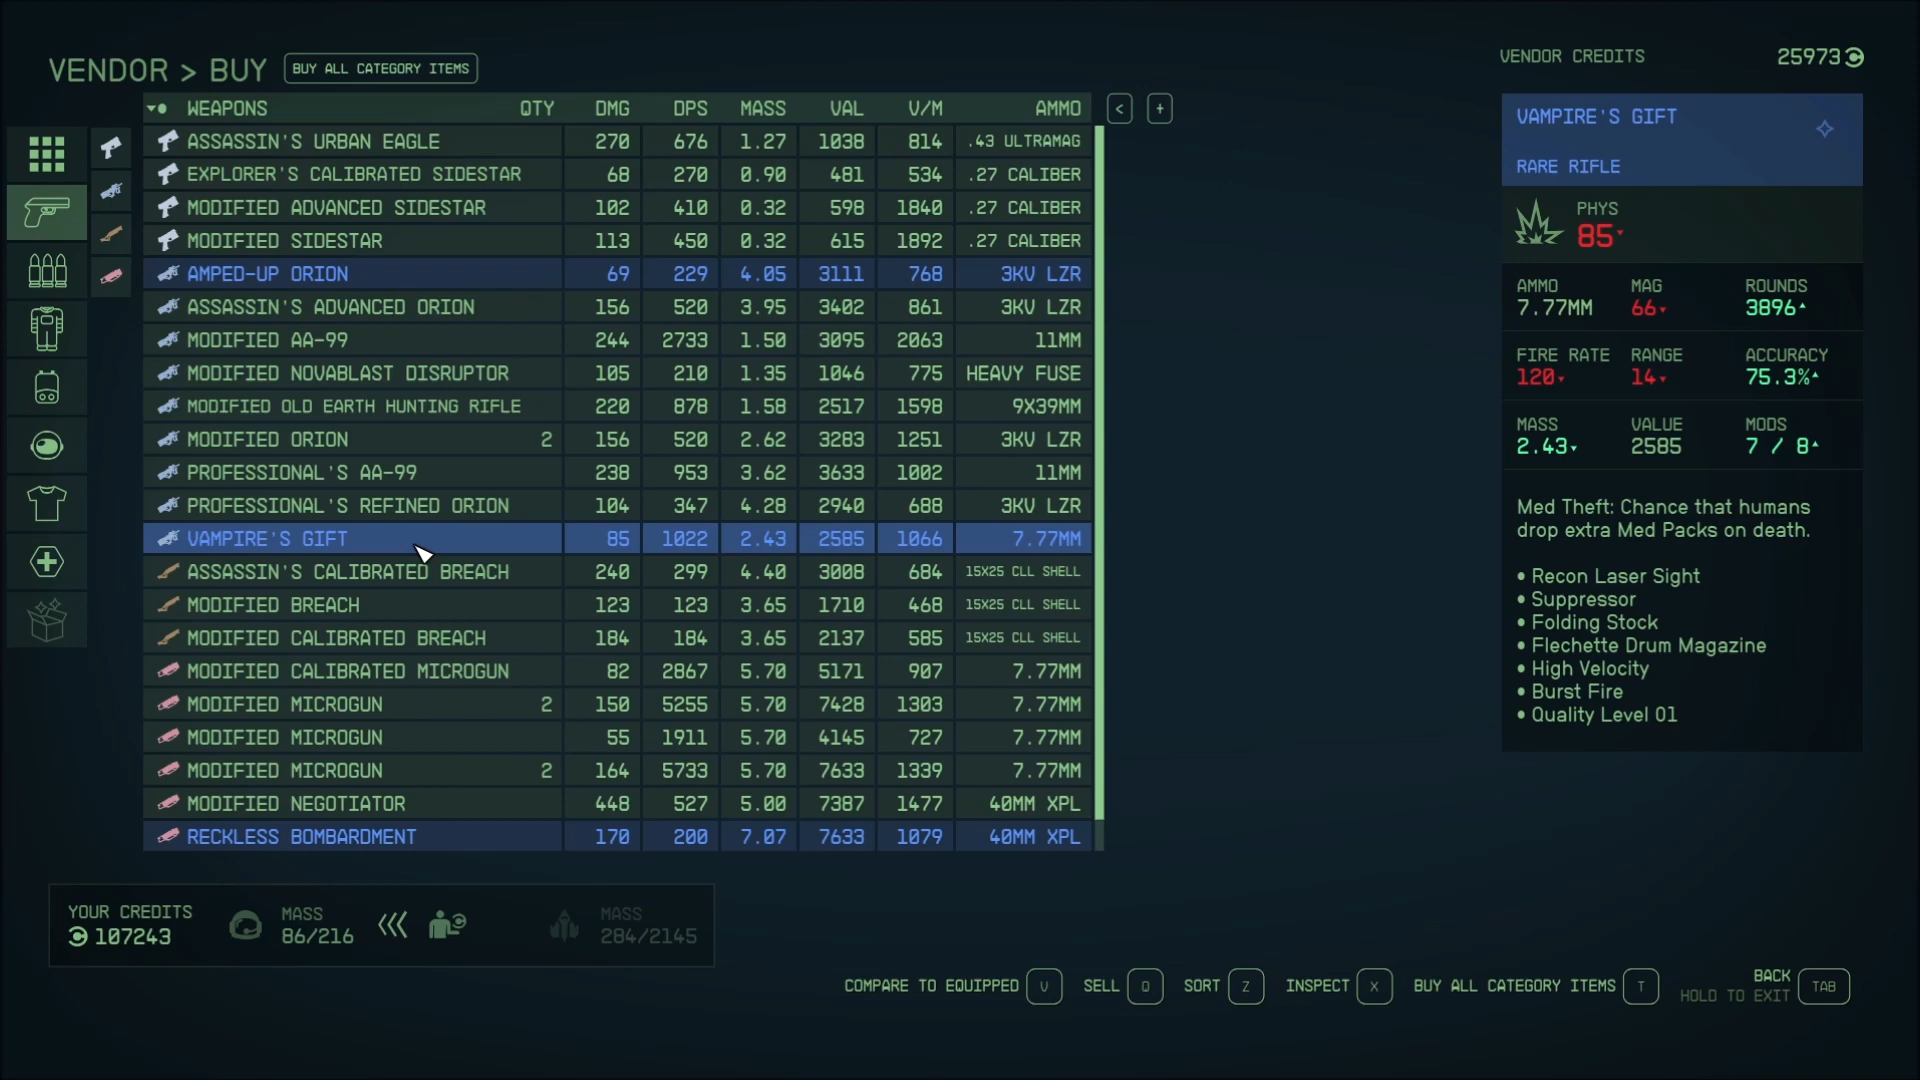 VENDOR > BUY BUY ALL CATEGORY ITEMS
VENDOR CREDITS 25973
WEAPONS QTY DMG DPS MASS VAL V/M AMMO < +
ASSASSIN'S URBAN EAGLE 270 676 1.27 1038 814 .43 ULTRAMAG
EXPLORER'S CALIBRATED SIDESTAR 68 270 0.90 481 534 .27 CALIBER
MODIFIED ADVANCED SIDESTAR 102 410 0.32 598 1840 .27 CALIBER
MODIFIED SIDESTAR 113 450 0.32 615 1892 .27 CALIBER
AMPED-UP ORION 69 229 4.05 3111 768 3KV LZR
ASSASSIN'S ADVANCED ORION 156 520 3.95 3402 861 3KV LZR
MODIFIED AA-99 244 2733 1.50 3095 2063 11MM
MODIFIED NOVABLAST DISRUPTOR 105 210 1.35 1046 775 HEAVY FUSE
MODIFIED OLD EARTH HUNTING RIFLE 220 878 1.58 2517 1598 9X39MM
MODIFIED ORION 2 156 520 2.62 3283 1251 3KV LZR
PROFESSIONAL'S AA-99 238 953 3.62 3633 1002 11MM
PROFESSIONAL'S REFINED ORION 104 347 4.28 2940 688 3KV LZR
VAMPIRE'S GIFT 85 1022 2.43 2585 1066 7.77MM
ASSASSIN'S CALIBRATED BREACH 240 299 4.40 3008 684 15X25 CLL SHELL
MODIFIED BREACH 123 123 3.65 1710 468 15X25 CLL SHELL
MODIFIED CALIBRATED BREACH 184 184 3.65 2137 585 15X25 CLL SHELL
MODIFIED CALIBRATED MICROGUN 82 2867 5.70 5171 907 7.77MM
MODIFIED MICROGUN 2 150 5255 5.70 7428 1303 7.77MM
MODIFIED MICROGUN 55 1911 5.70 4145 727 7.77MM
MODIFIED MICROGUN 2 164 5733 5.70 7633 1339 7.77MM
MODIFIED NEGOTIATOR 448 527 5.00 7387 1477 40MM XPL
RECKLESS BOMBARDMENT 170 200 7.07 7633 1079 40MM XPL
VAMPIRE'S GIFT
RARE RIFLE
PHYS
85
AMMO MAG ROUNDS
7.77MM 66 3896
FIRE RATE RANGE ACCURACY
120 14 75.3%
MASS VALUE MODS
2.43 2585 7 / 8
Med Theft: Chance that humans
drop extra Med Packs on death.
• Recon Laser Sight
• Suppressor
• Folding Stock
• Flechette Drum Magazine
• High Velocity
• Burst Fire
• Quality Level 01
YOUR CREDITS MASS MASS
107243 86/216 284/2145
COMPARE TO EQUIPPED V SELL Q SORT Z INSPECT X BUY ALL CATEGORY ITEMS T BACK TAB
HOLD TO EXIT